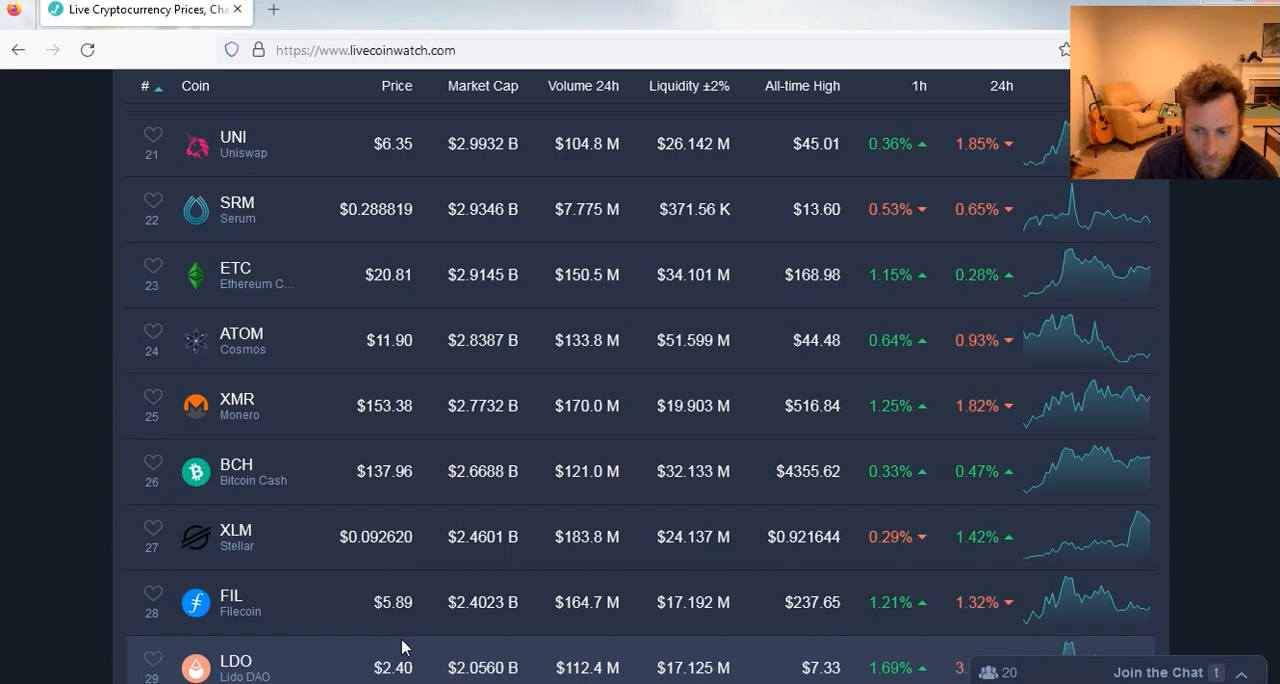 Live Cryptocurrency Prices, Cha
https://www.livecoinwatch.com
# Coin Price Market Cap Volume 24h Liquidity ±2% All-time High 1h 24h
21 UNI Uniswap $6.35 $2.9932 B $104.8 M $26.142 M $45.01 0.36% 1.85%
22 SRM Serum $0.288819 $2.9346 B $7.775 M $371.56 K $13.60 0.53% 0.65%
23 ETC Ethereum C... $20.81 $2.9145 B $150.5 M $34.101 M $168.98 1.15% 0.28%
24 ATOM Cosmos $11.90 $2.8387 B $133.8 M $51.599 M $44.48 0.64% 0.93%
25 XMR Monero $153.38 $2.7732 B $170.0 M $19.903 M $516.84 1.25% 1.82%
26 BCH Bitcoin Cash $137.96 $2.6688 B $121.0 M $32.133 M $4355.62 0.33% 0.47%
27 XLM Stellar $0.092620 $2.4601 B $183.8 M $24.137 M $0.921644 0.29% 1.42%
28 FIL Filecoin $5.89 $2.4023 B $164.7 M $17.192 M $237.65 1.21% 1.32%
29 LDO Lido DAO $2.40 $2.0560 B $112.4 M $17.125 M $7.33 1.69% 3.
20 Join the Chat t